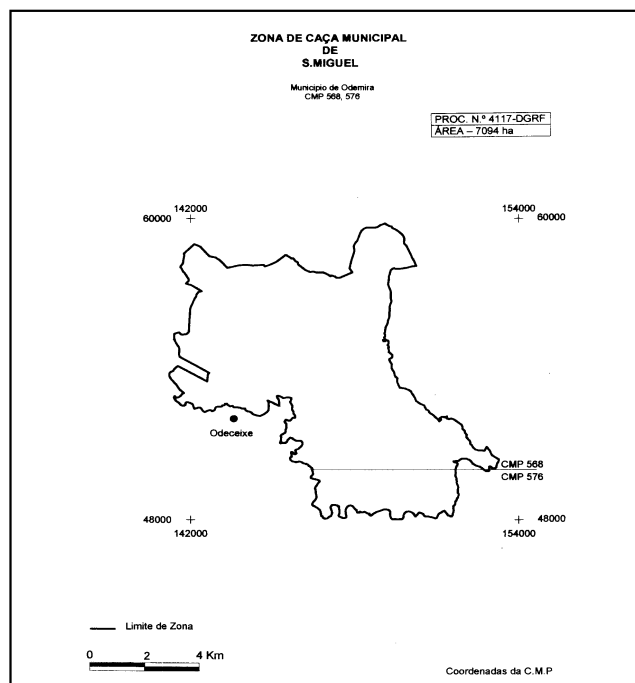 ZONA DE CAÇA MUNICIPAL
DE
S.MIGUEL
Municipio de Odemira
CMP 568, 576
PROC. N.º 4117-DGRF
ÁREA – 7094 ha
142000 154000
60000 60000
Odeceixe
CMP 568
CMP 576
48000 48000
142000 154000
Limite de Zona
0 2 4 Km
Coordenadas da C.M.P